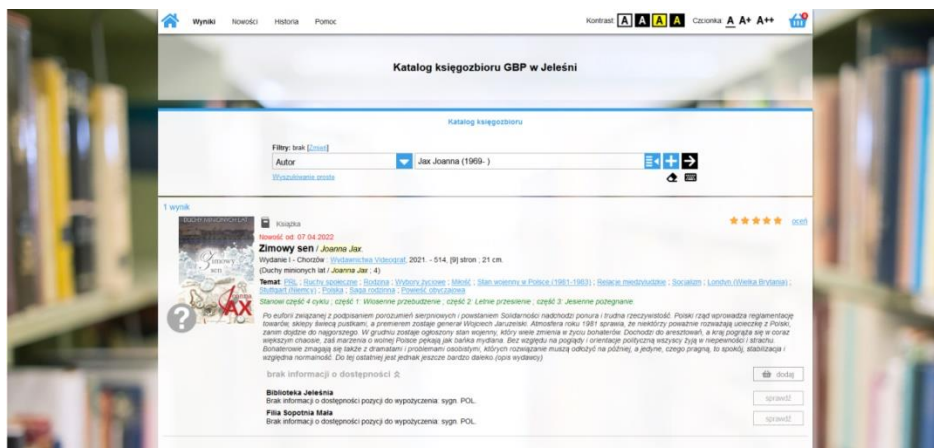 Wyniki Nowości Historia Pomoc Kontrast: A A A A Czcionka: A A+ A++
Katalog księgozbioru GBP w Jeleśni
Katalog księgozbioru
Filtry: brak [Zmień]
Autor Jax Joanna (1969- )
Wyszukiwanie proste
1 wynik
DUCHY MINIONYCH LAT
Zimowy
sen
Joanna
JAX
Książka
oceń
Nowość od: 07.04.2022
Zimowy sen / Joanna Jax.
Wydanie I - Chorzów : Wydawnictwa Videograf, 2021. - 514, [9] stron ; 21 cm.
(Duchy minionych lat / Joanna Jax ; 4)
Temat: PRL ; Ruchy społeczne ; Rodzina ; Wybory życiowe ; Miłość ; Stan wojenny w Polsce (1981-1983) ; Relacje międzyludzkie ; Socjalizm ; Londyn (Wielka Brytania) ;
Stuttgart (Niemcy) ; Polska ; Saga rodzinna ; Powieść obyczajowa
Stanowi część 4 cyklu ; część 1: Wiosenne przebudzenie ; część 2: Letnie przesilenie ; część 3: Jesienne pożegnanie
Po euforii związanej z podpisaniem porozumień sierpniowych i powstaniem Solidarności nadchodzi ponura i trudna rzeczywistość. Polski rząd wprowadza reglamentację
towarów, sklepy świecą pustkami, a premierem zostaje generał Wojciech Jaruzelski. Atmosfera roku 1981 sprawia, że niektórzy poważnie rozważają ucieczkę z Polski,
zanim dojdzie do najgorszego. W grudniu zostaje ogłoszony stan wojenny, który wiele zmienia w życiu bohaterów. Dochodzi do aresztowań, a kraj pogrąża się w coraz
większym chaosie, zaś marzenia o wolnej Polsce pękają jak bańka mydlana. Bez względu na poglądy i orientację polityczną wszyscy żyją w niepewności i strachu.
Bohaterowie zmagają się także z dramatami i problemami osobistymi, których rozwiązanie muszą odłożyć na później, a jedyne, czego pragną, to spokój, stabilizacja i
względna normalność. Do tej ostatniej jest jednak jeszcze bardzo daleko (opis wydawcy)
brak informacji o dostępności dodaj
Biblioteka Jeleśnia
Brak informacji o dostępności pozycji do wypożyczenia: sygn. POL. sprawdź
Filia Sopotnia Mała
Brak informacji o dostępności pozycji do wypożyczenia: sygn. POL. sprawdź